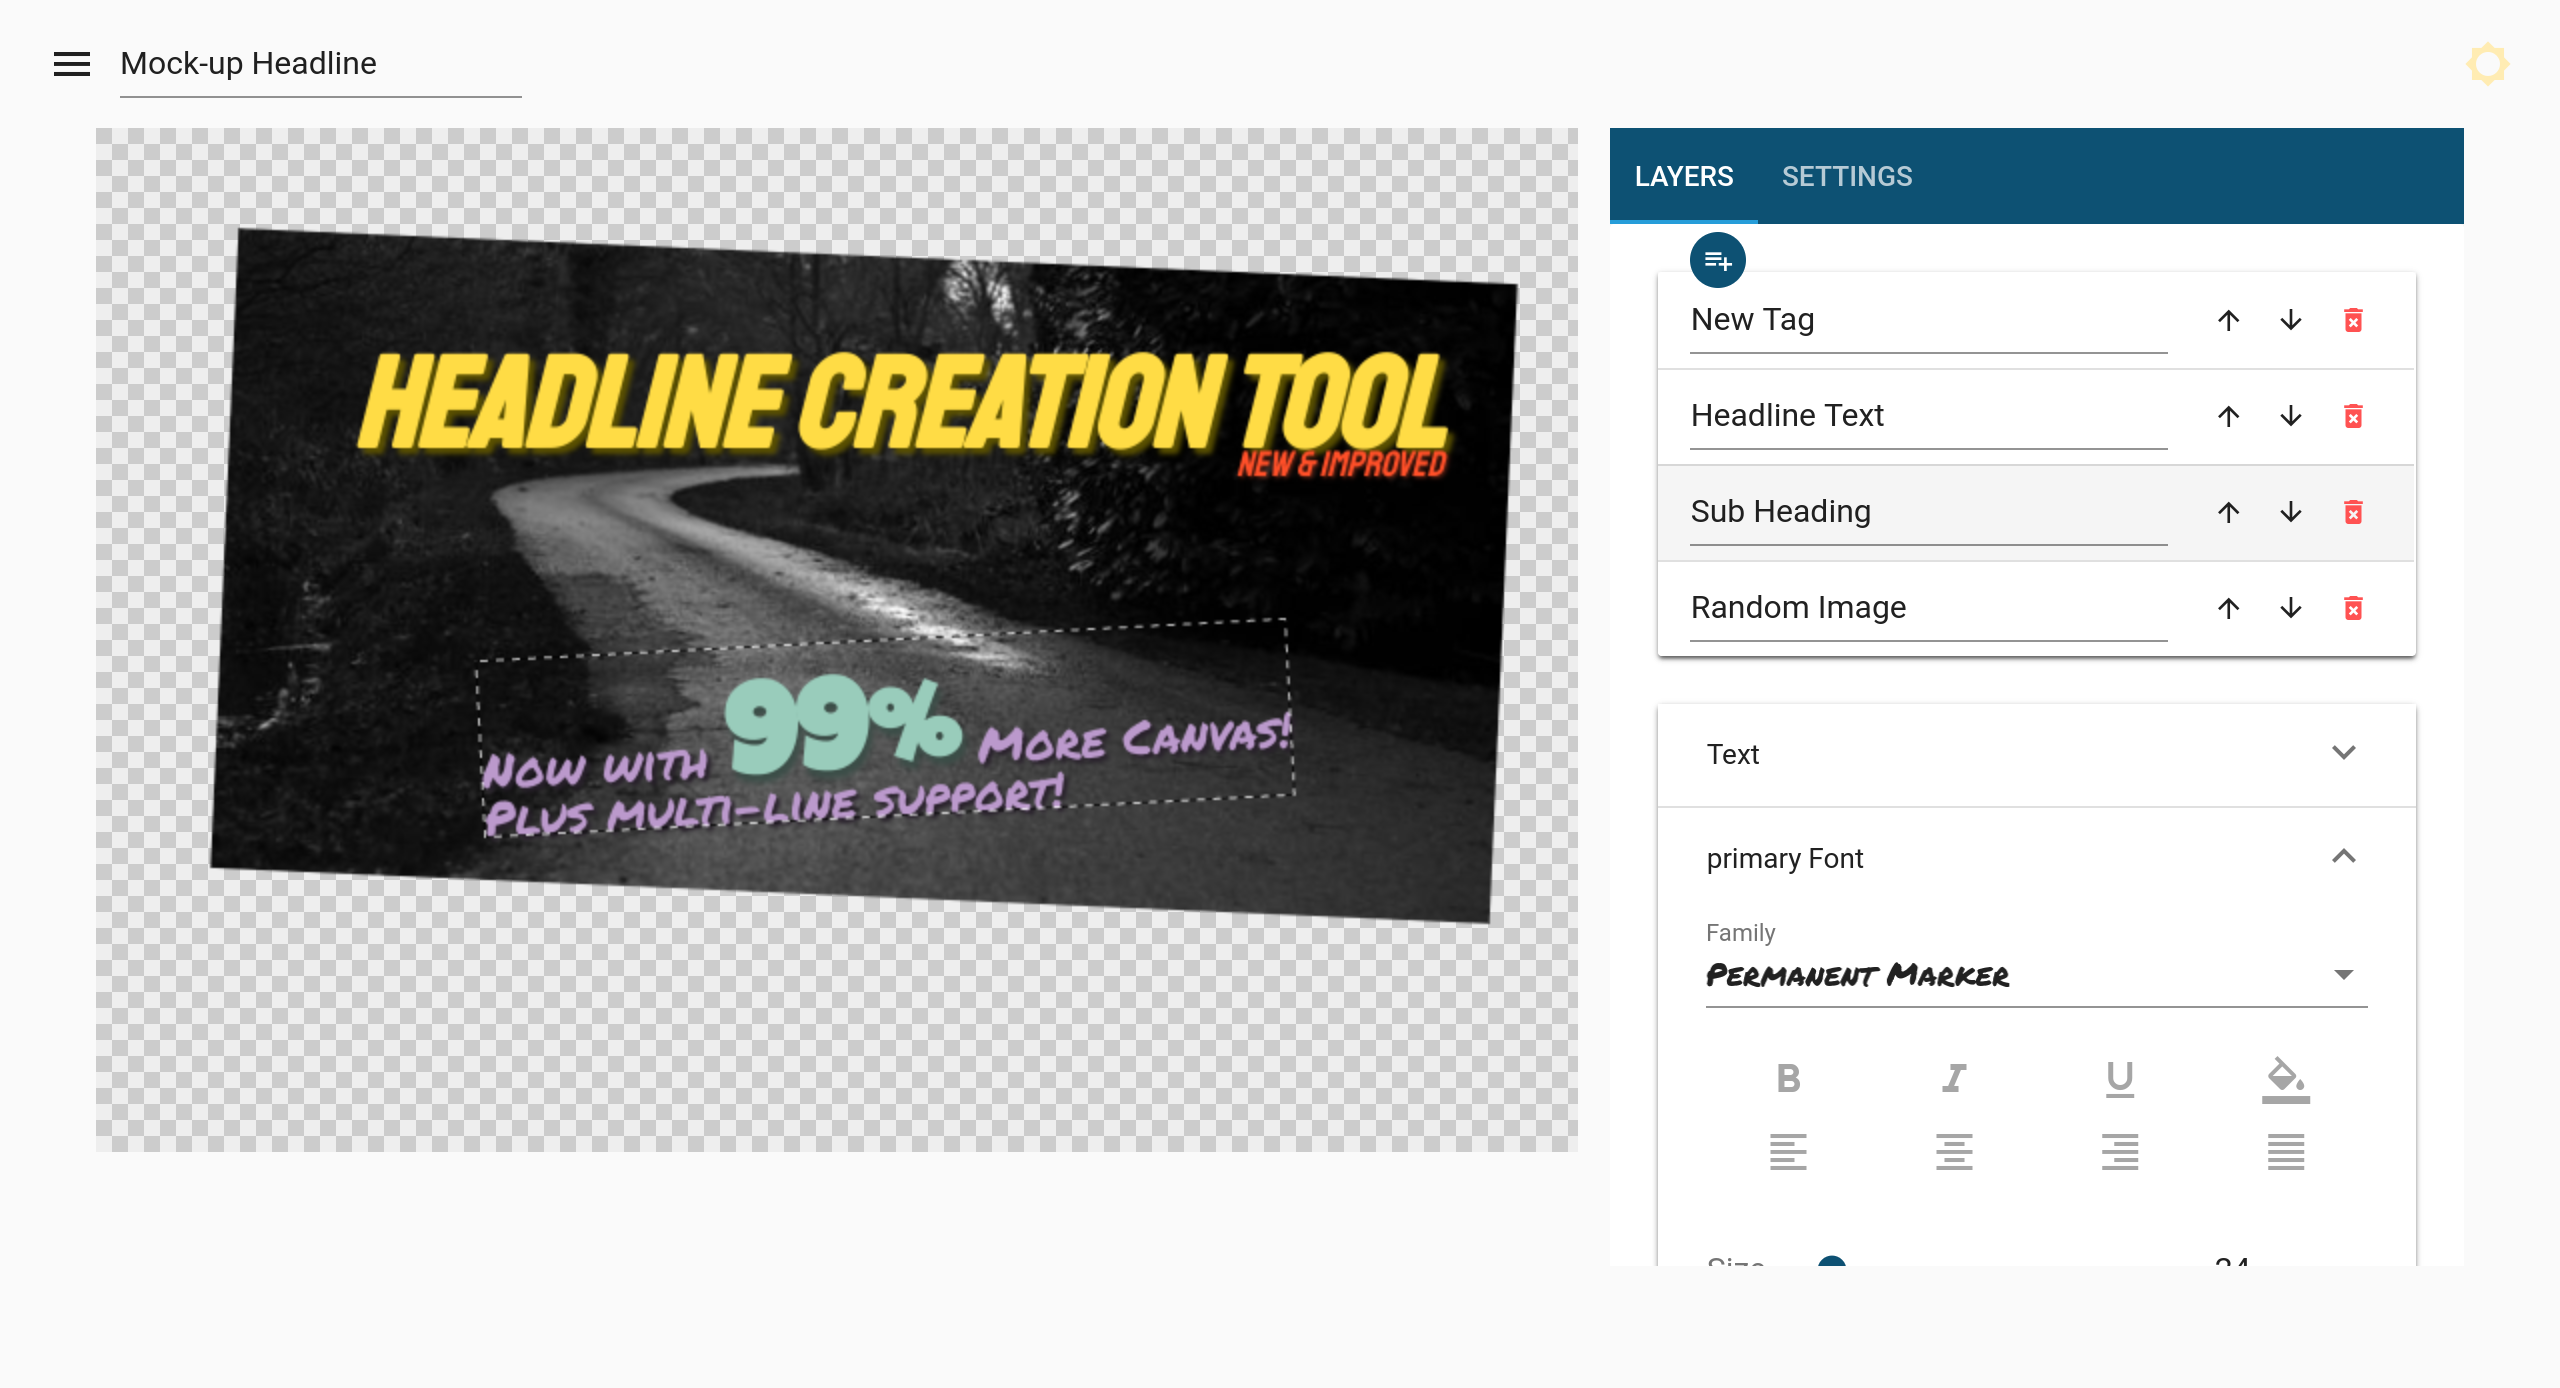 Mock-up Headline
HEADLINE CREATION TOOL
NEW & IMPROVED
NOW WITH 99% MORE CANVAS!
PLUS MULTI-LINE SUPPORT!
LAYERS SETTINGS
New Tag
Headline Text
Sub Heading
Random Image
Text
primary Font
Family
Permanent Marker
B I U
Size 24